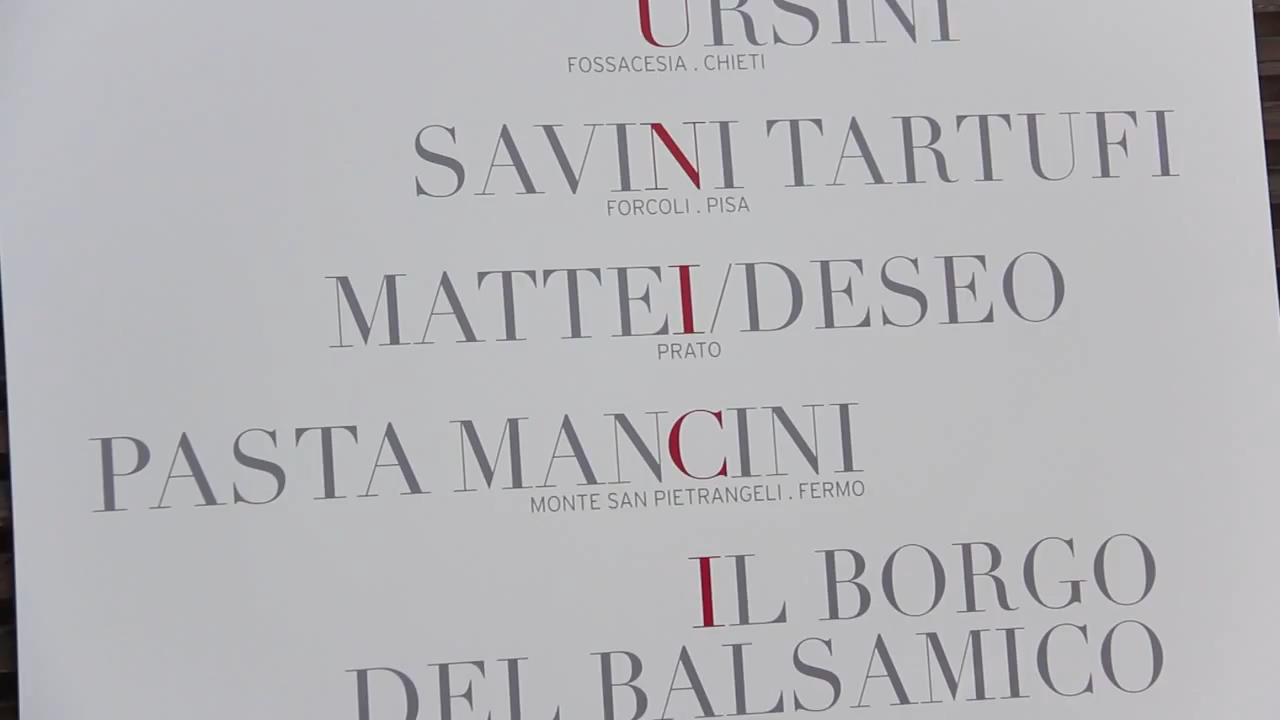 URSINI
FOSSACESIA . CHIETI
SAVINI TARTUFI
FORCOLI . PISA
MATTEI/DESEO
PRATO
PASTA MANCINI
MONTE SAN PIETRANGELI . FERMO
IL BORGO
DEL BALSAMICO